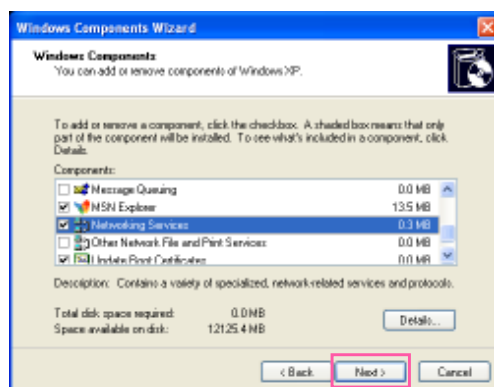 Windows Components Wizard
Windows Components
You can add or remove components of Windows XP.
To add or remove a component, click the checkbox. A shaded box means that only
part of the component will be installed. To see what's included in a component, click
Details.
Components:
Message Queuing 0.0 MB
MSN Explorer 13.5 MB
Networking Services 0.3 MB
Other Network File and Print Services 0.0 MB
Update Root Certificates 0.0 MB
Description: Contains a variety of specialized, network-related services and protocols.
Total disk space required: 0.0 MB
Space available on disk: 12125.4 MB
Details...
< Back Next > Cancel